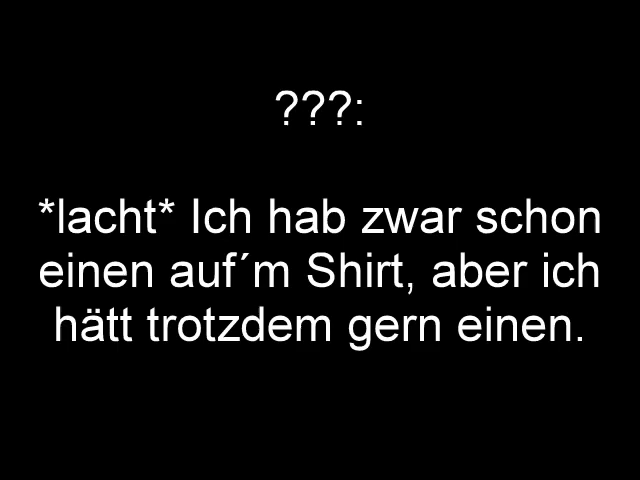 ???:
*lacht* Ich hab zwar schon
einen auf´m Shirt, aber ich
hätt trotzdem gern einen.